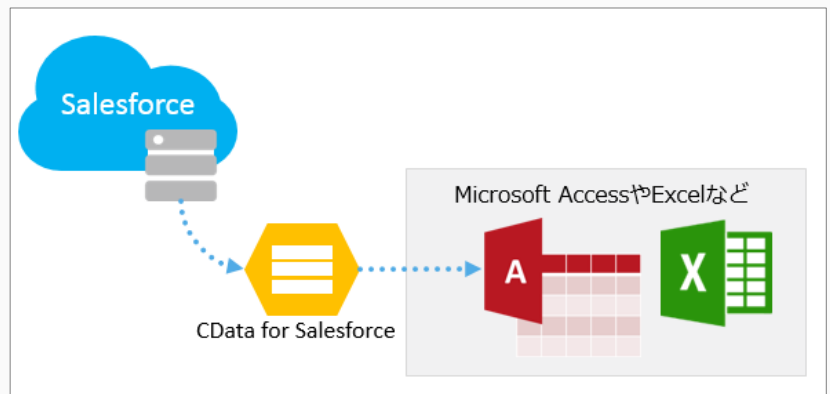 Salesforce
Microsoft AccessやExcelなど
A
X
CData for Salesforce